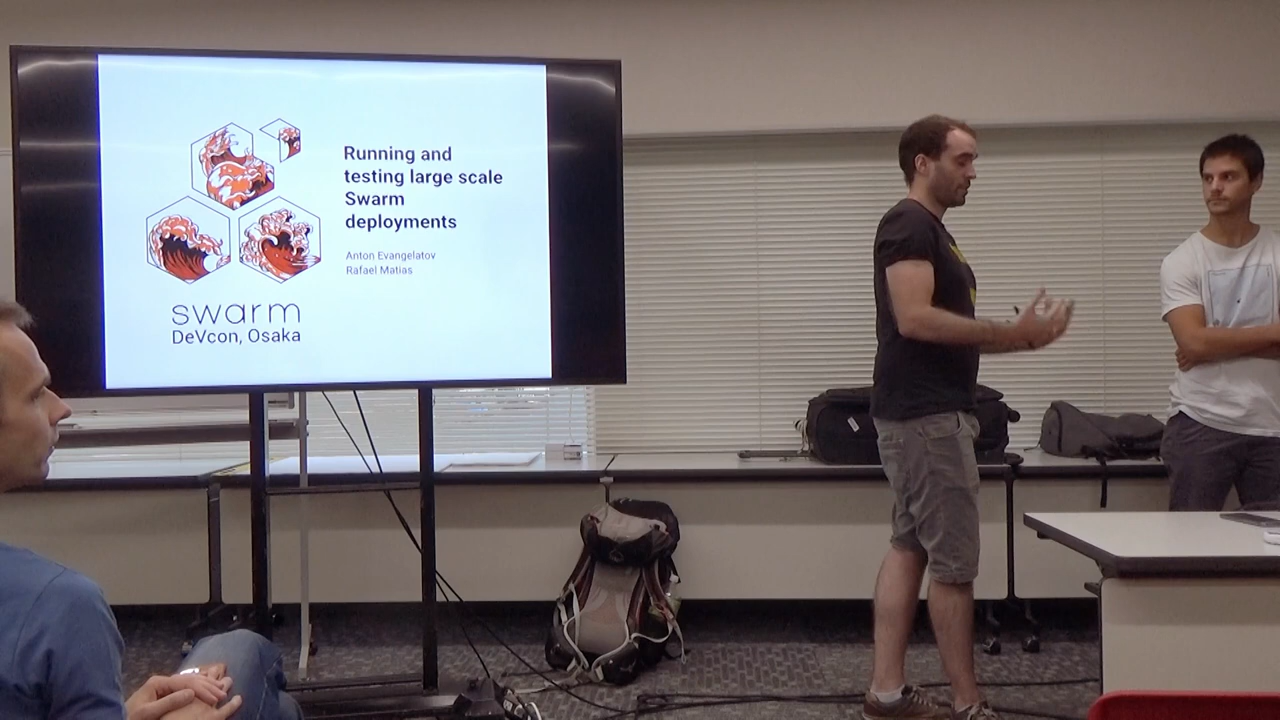 Running and
testing large scale
Swarm
deployments
Anton Evangelatov
Rafael Matias
swarm
DeVcon, Osaka